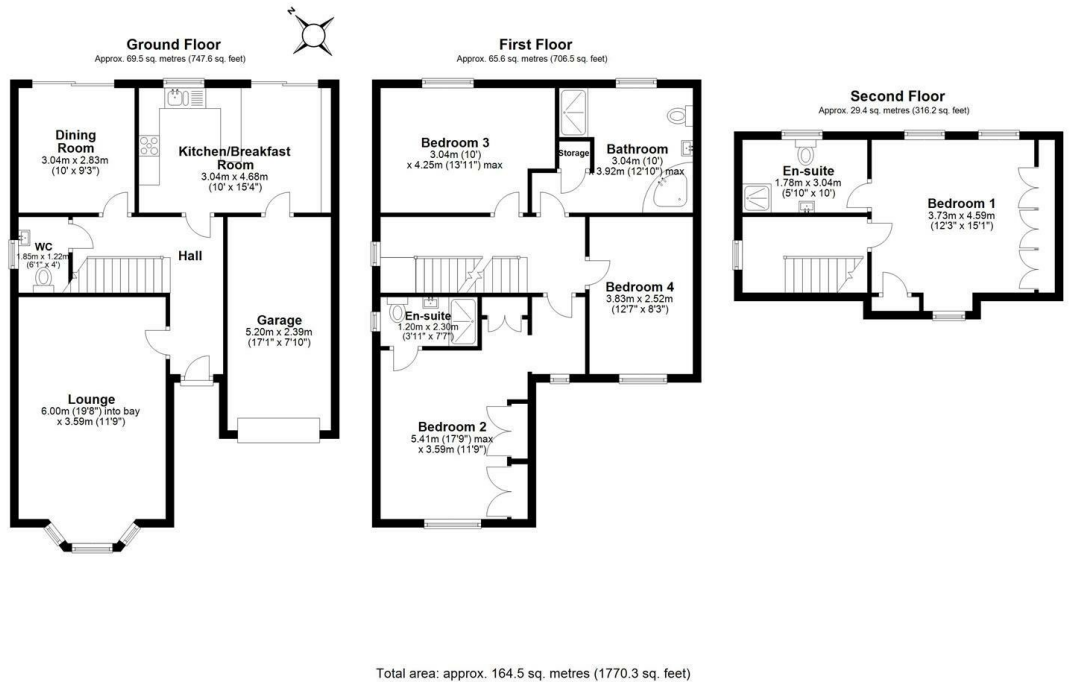 N
Ground Floor
Approx. 69.5 sq. metres (747.6 sq. feet)
Dining
Room
3.04m x 2.83m
(10' x 9'3")
Kitchen/Breakfast
Room
3.04m x 4.68m
(10' x 15'4")
WC
1.85m x 1.22m
(6'1" x 4')
Hall
Garage
5.20m x 2.39m
(17'1" x 7'10")
Lounge
6.00m (19'8") into bay
x 3.59m (11'9")
First Floor
Approx. 65.6 sq. metres (706.5 sq. feet)
Bedroom 3
3.04m (10')
x 4.25m (13'11") max
Storage
Bathroom
3.04m (10')
x 3.92m (12'10") max
Bedroom 4
3.83m x 2.52m
(12'7" x 8'3")
En-suite
1.20m x 2.30m
(3'11" x 7'7")
Bedroom 2
5.41m (17'9") max
x 3.59m (11'9")
Second Floor
Approx. 29.4 sq. metres (316.2 sq. feet)
En-suite
1.78m x 3.04m
(5'10" x 10')
Bedroom 1
3.73m x 4.59m
(12'3" x 15'1")
Total area: approx. 164.5 sq. metres (1770.3 sq. feet)